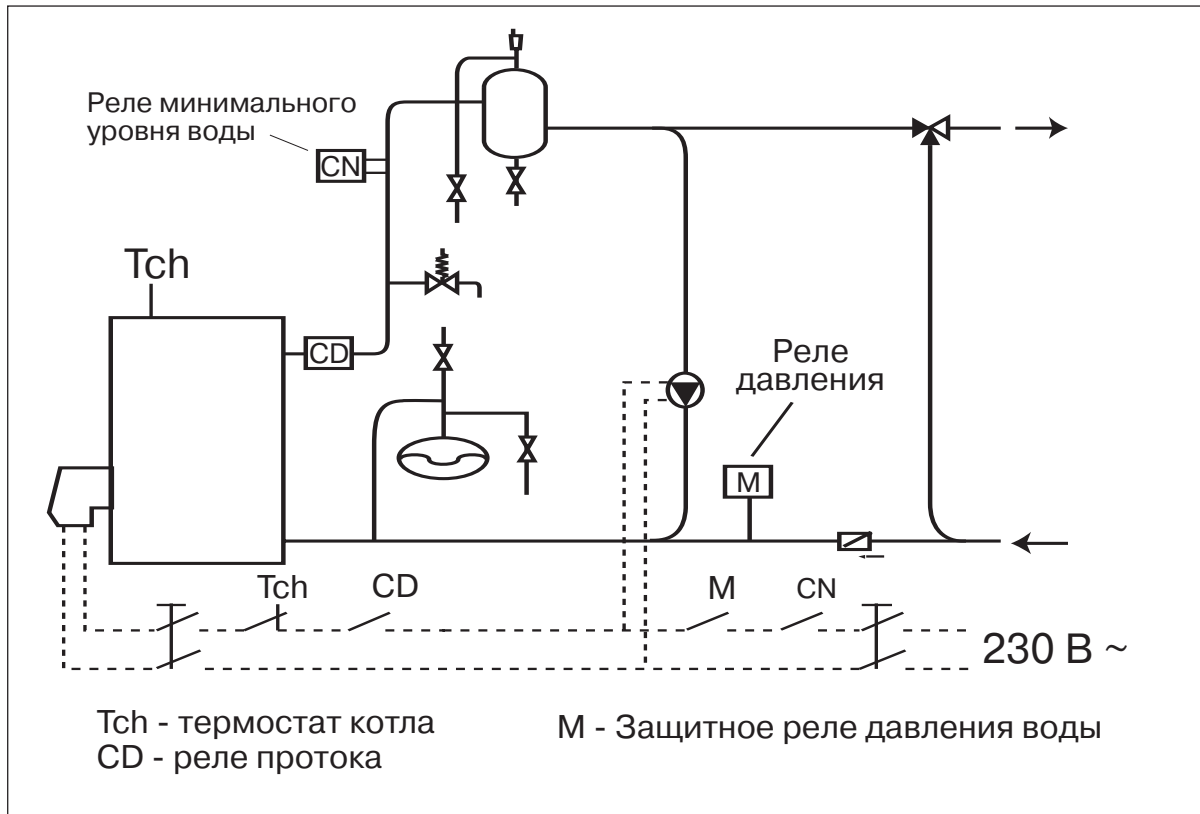 Реле минимального
уровня воды
CN
Tch
CD
Реле
давления
M
Tch
CD
M
CN
230 В ~
Tch - термостат котла
CD - реле протока
М - Защитное реле давления воды